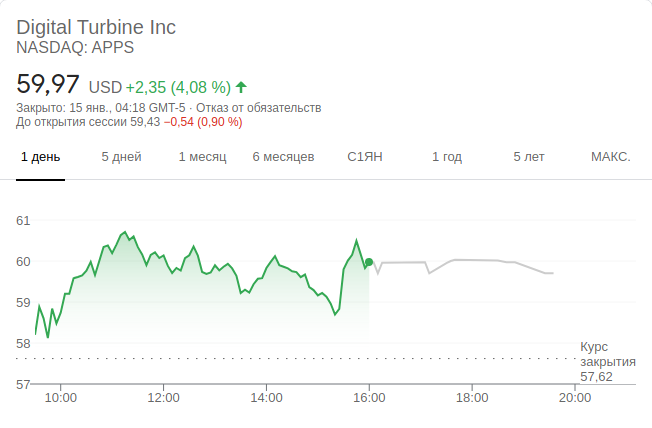 Digital Turbine Inc
NASDAQ: APPS
59,97 USD +2,35 (4,08 %)
Закрыто: 15 янв., 04:18 GMT-5 · Отказ от обязательств
До открытия сессии 59,43 −0,54 (0,90 %)
1 день 5 дней 1 месяц 6 месяцев С1ЯН 1 год 5 лет МАКС.
61
60
59
58
Курс
закрытия
57,62
57
10:00 12:00 14:00 16:00 18:00 20:00